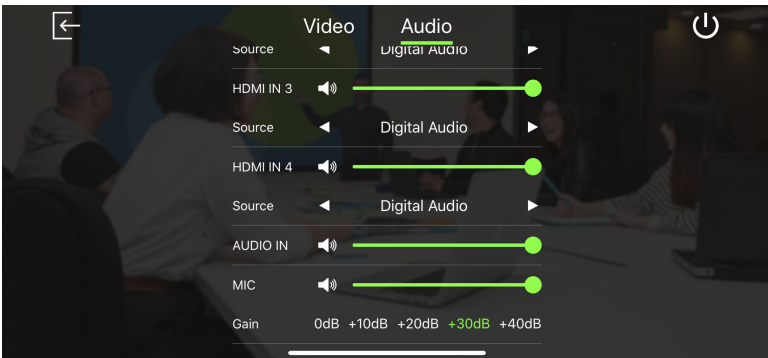 Video Audio
Source Digital Audio
HDMI IN 3
Source Digital Audio
HDMI IN 4
Source Digital Audio
AUDIO IN
MIC
Gain 0dB +10dB +20dB +30dB +40dB